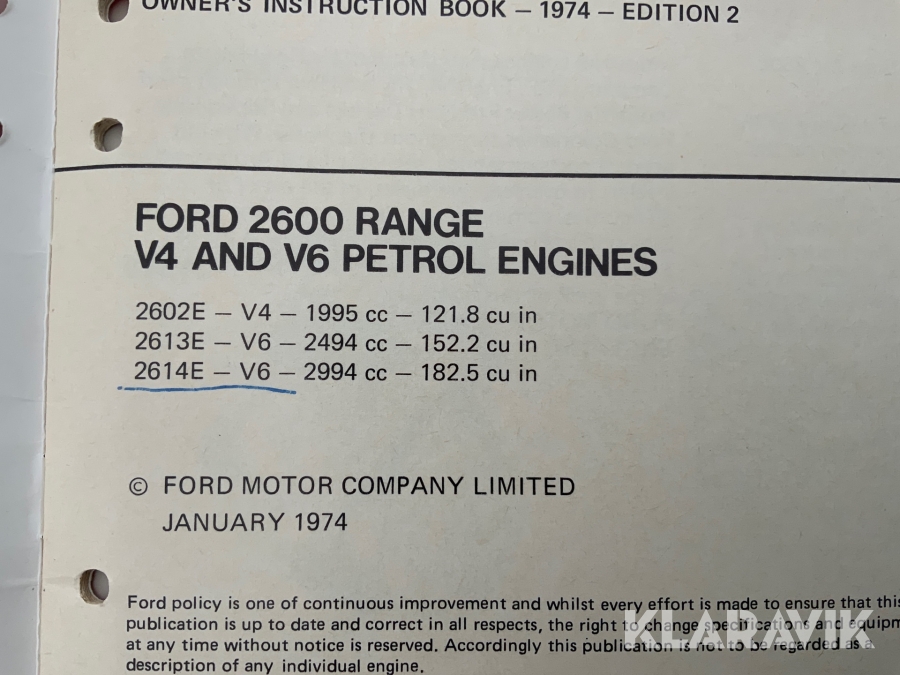 OWNER'S INSTRUCTION BOOK – 1974 – EDITION 2
FORD 2600 RANGE
V4 AND V6 PETROL ENGINES
2602E – V4 – 1995 cc – 121.8 cu in
2613E – V6 – 2494 cc – 152.2 cu in
2614E – V6 – 2994 cc – 182.5 cu in
© FORD MOTOR COMPANY LIMITED
JANUARY 1974
Ford policy is one of continuous improvement and whilst every effort is made to ensure that this
publication is up to date and correct in all respects, the right to change specifications and equipm
at any time without notice is reserved. Accordingly this publication is not to be regarded as a
description of any individual engine.
KLARAVIK